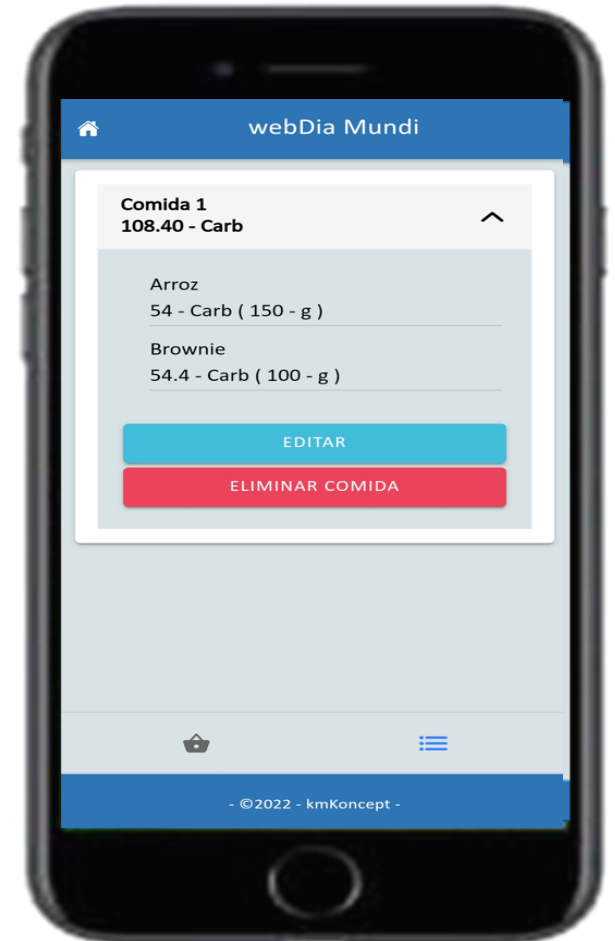 webDia Mundi
Comida 1
108.40 - Carb
Arroz
54 - Carb ( 150 - g )
Brownie
54.4 - Carb ( 100 - g )
EDITAR
ELIMINAR COMIDA
- ©2022 - kmKoncept -